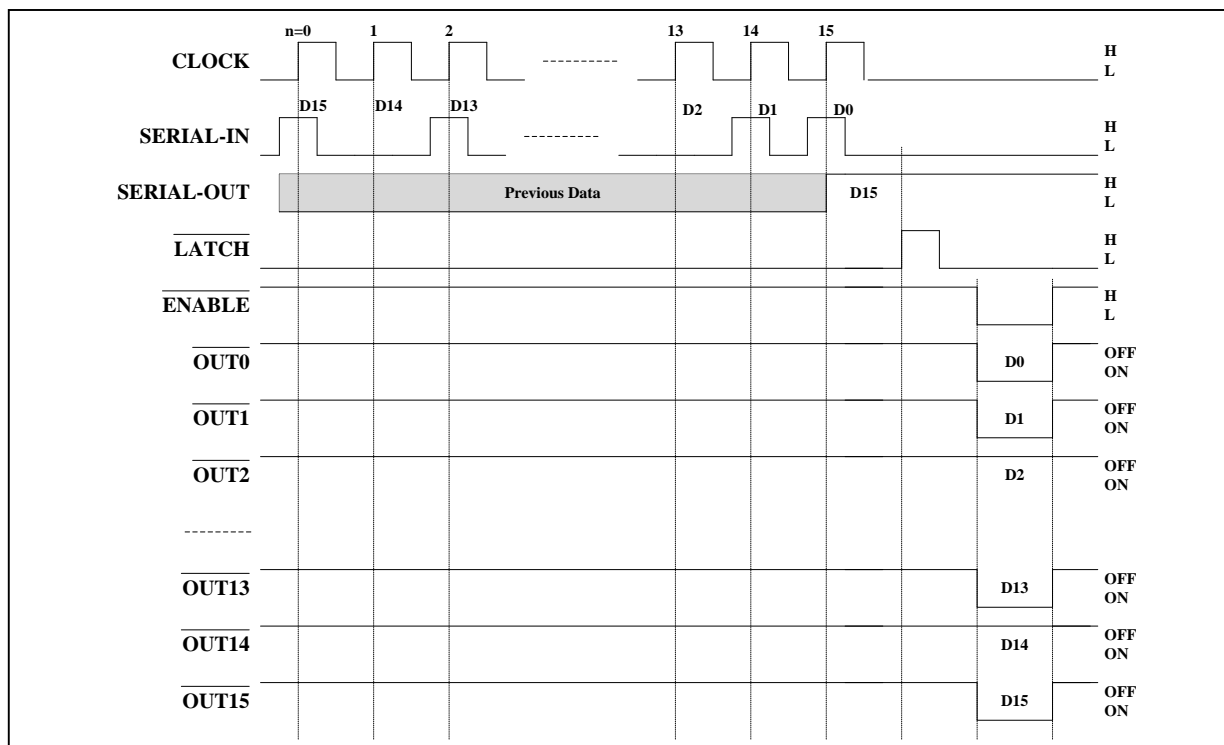 n=0 1 2 13 14 15
CLOCK H
L
D15 D14 D13 D2 D1 D0
SERIAL-IN H
L
SERIAL-OUT Previous Data D15 H
L
LATCH H
L
ENABLE H
L
OUT0 D0 OFF
ON
OUT1 D1 OFF
ON
OUT2 D2 OFF
ON
OUT13 D13 OFF
ON
OUT14 D14 OFF
ON
OUT15 D15 OFF
ON